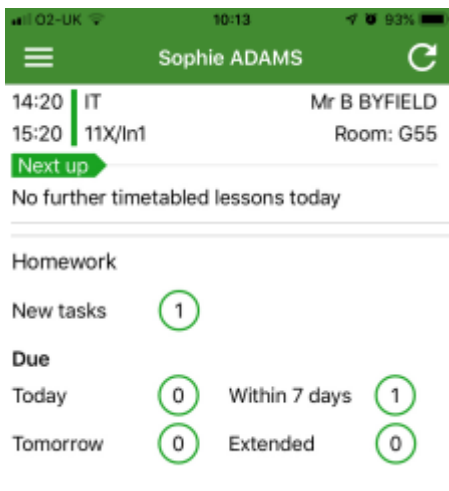 O2-UK 10:13 93%
Sophie ADAMS
14:20 IT Mr B BYFIELD
15:20 11X/In1 Room: G55
Next up
No further timetabled lessons today
Homework
New tasks 1
Due
Today 0 Within 7 days 1
Tomorrow 0 Extended 0